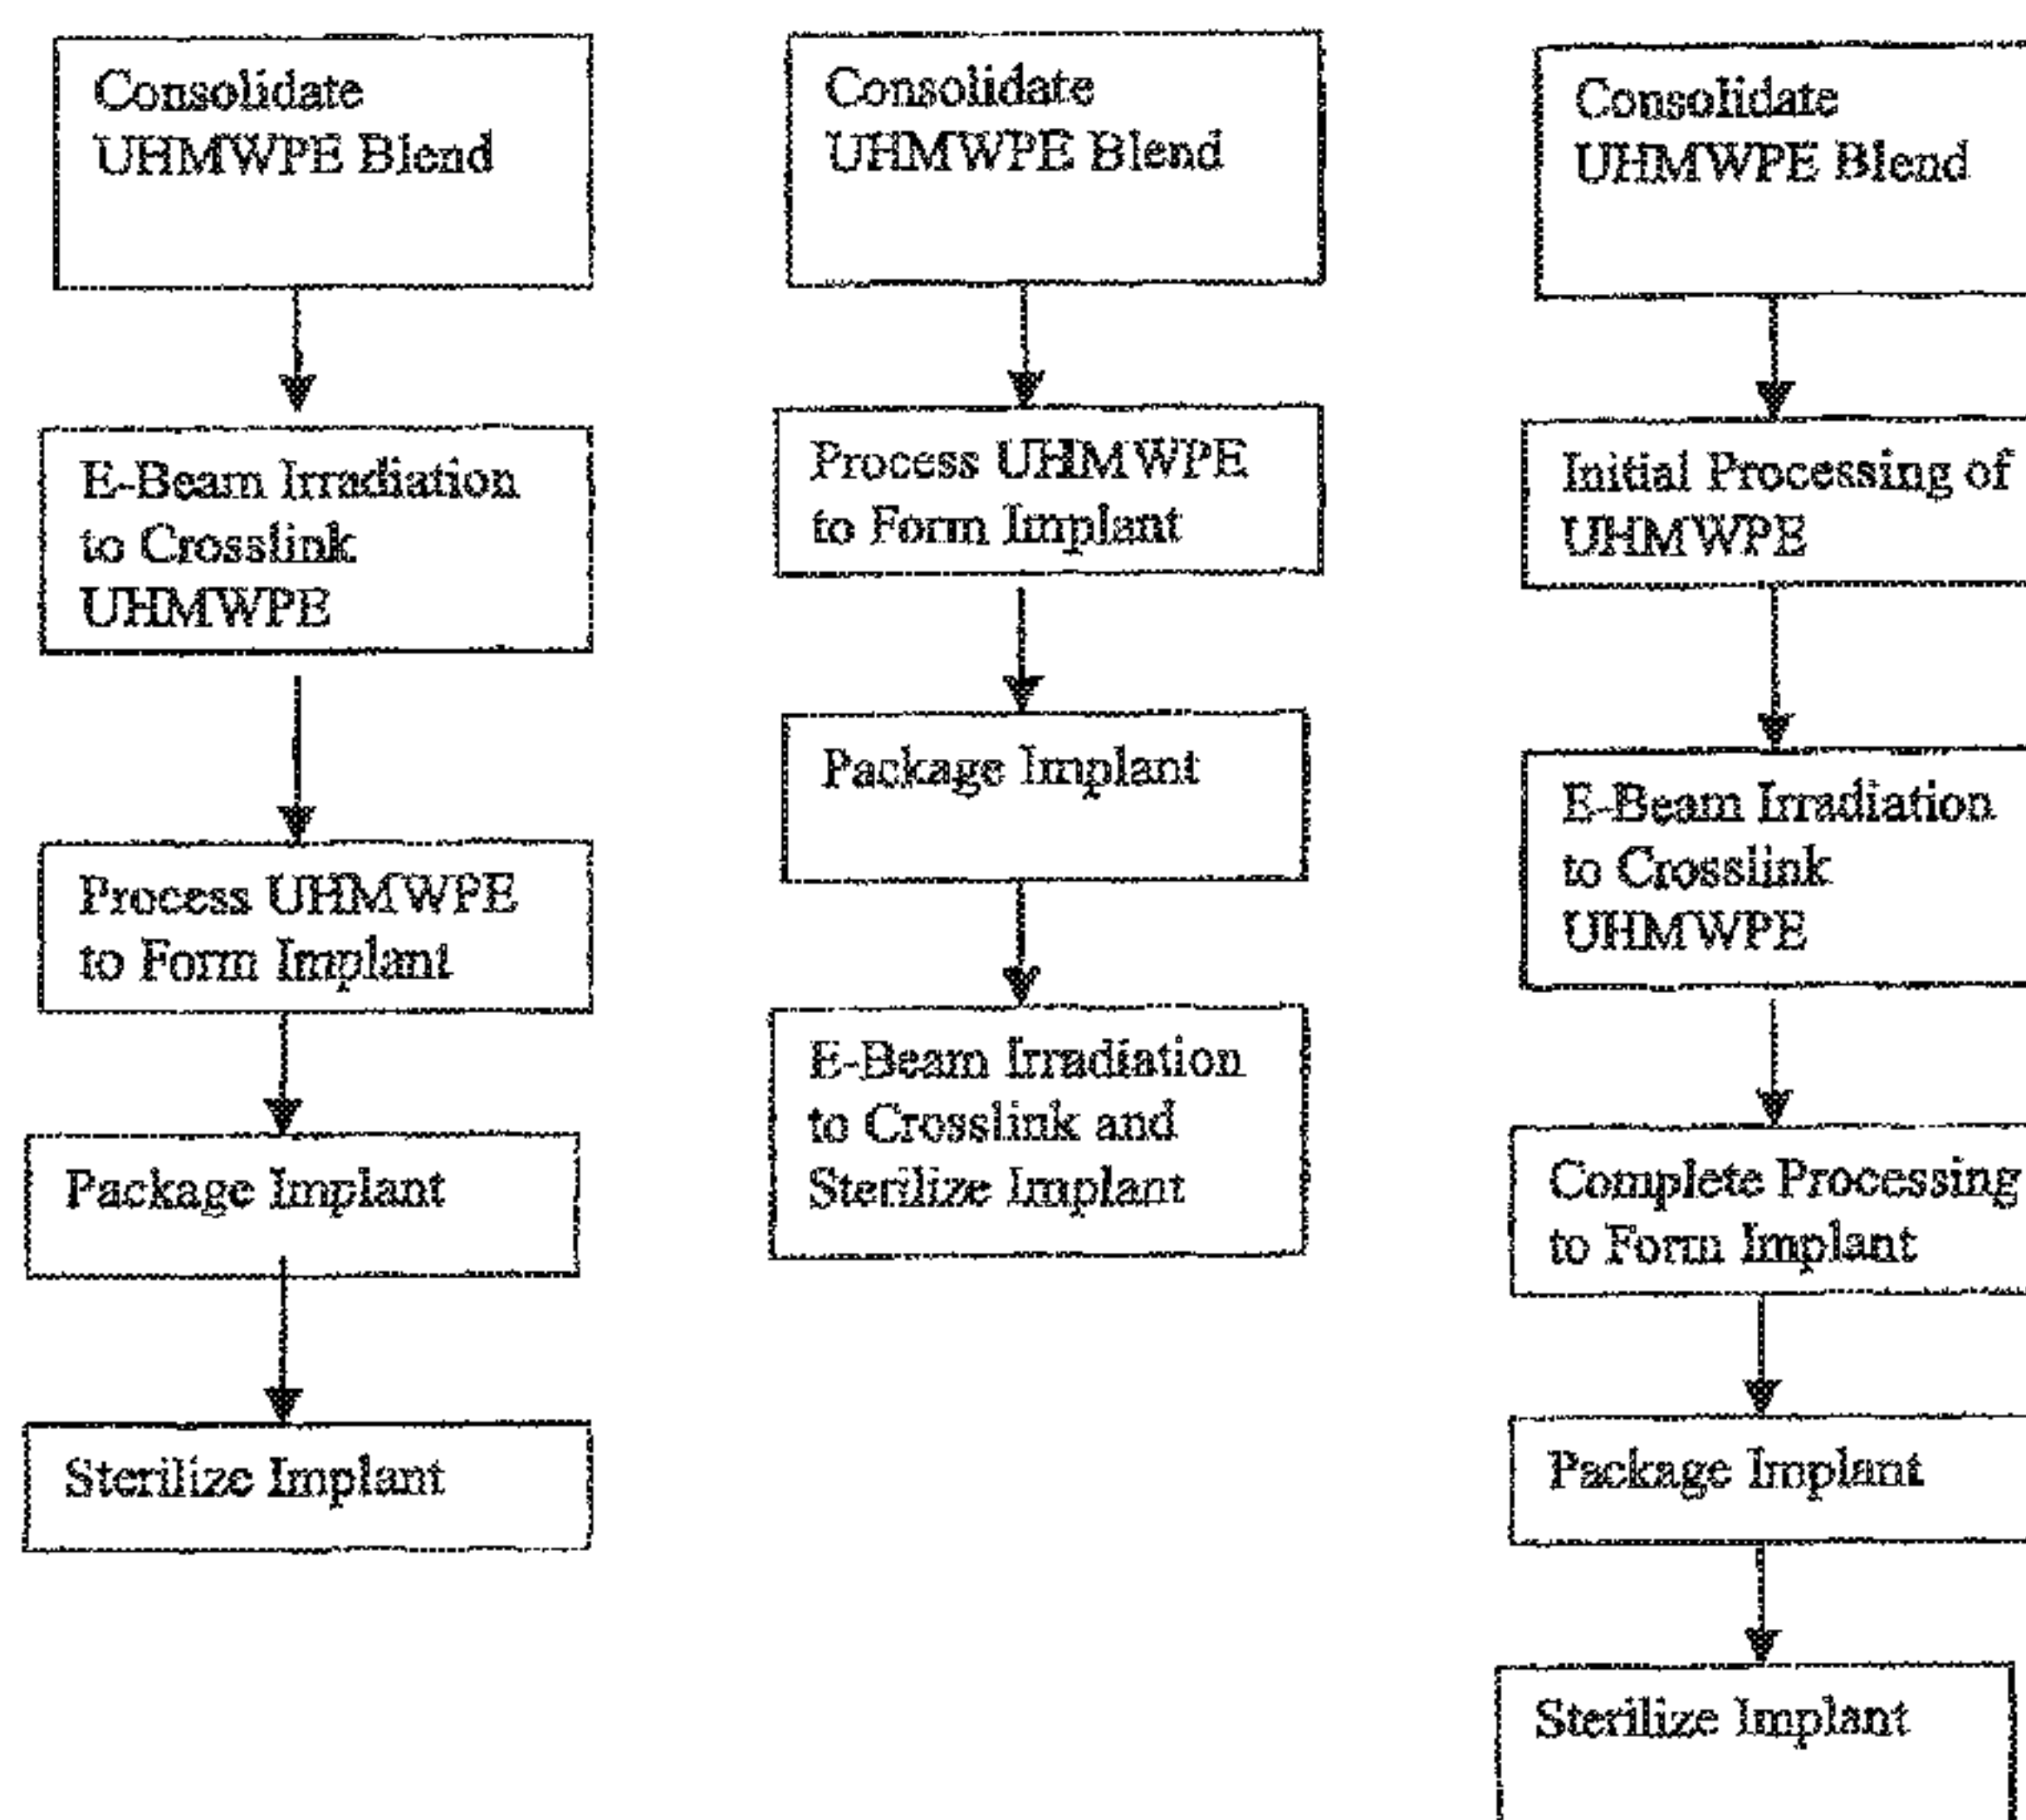 Consolidate
UHMWPE Blend
E-Beam Irradiation
to Crosslink
UHMWPE
Process UHMWPE
to Form Implant
Package Implant
Sterilize Implant
Consolidate
UHMWPE Blend
Process UHMWPE
to Form Implant
Package Implant
E-Beam Irradiation
to Crosslink and
Sterilize Implant
Consolidate
UHMWPE Blend
Initial Processing of
UHMWPE
E-Beam Irradiation
to Crosslink
UHMWPE
Complete Processing
to Form Implant
Package Implant
Sterilize Implant